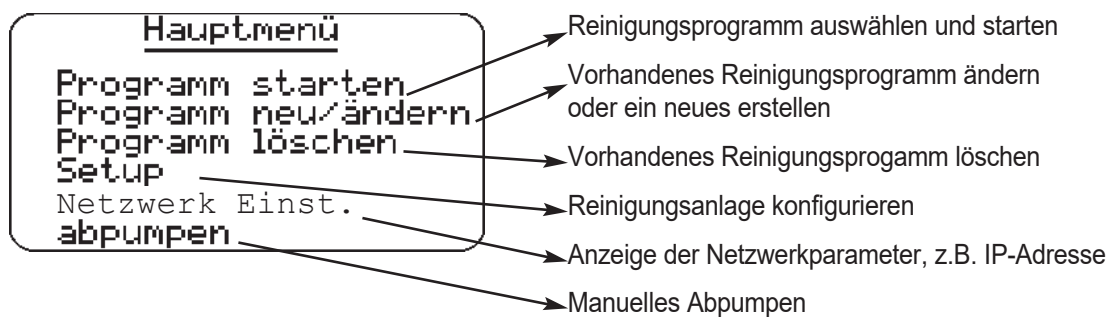 Hauptmenü
Programm starten
Programm neu/ändern
Programm löschen
Setup
Netzwerk Einst.
abpumpen
Reinigungsprogramm auswählen und starten
Vorhandenes Reinigungsprogramm ändern
oder ein neues erstellen
Vorhandenes Reinigungsprogamm löschen
Reinigungsanlage konfigurieren
Anzeige der Netzwerkparameter, z.B. IP-Adresse
Manuelles Abpumpen